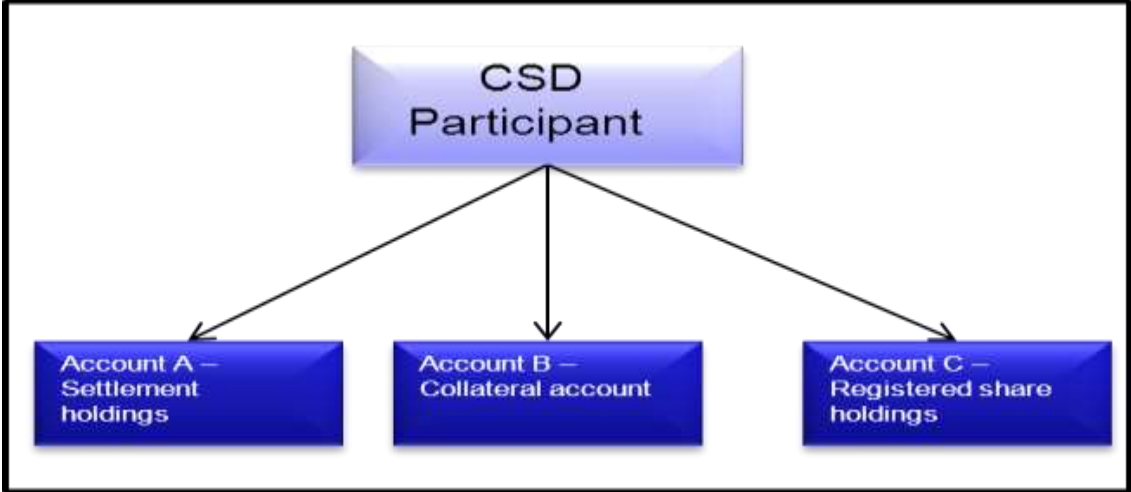 CSD
Participant
Account A –
Settlement
holdings
Account B –
Collateral account
Account C –
Registered share
holdings